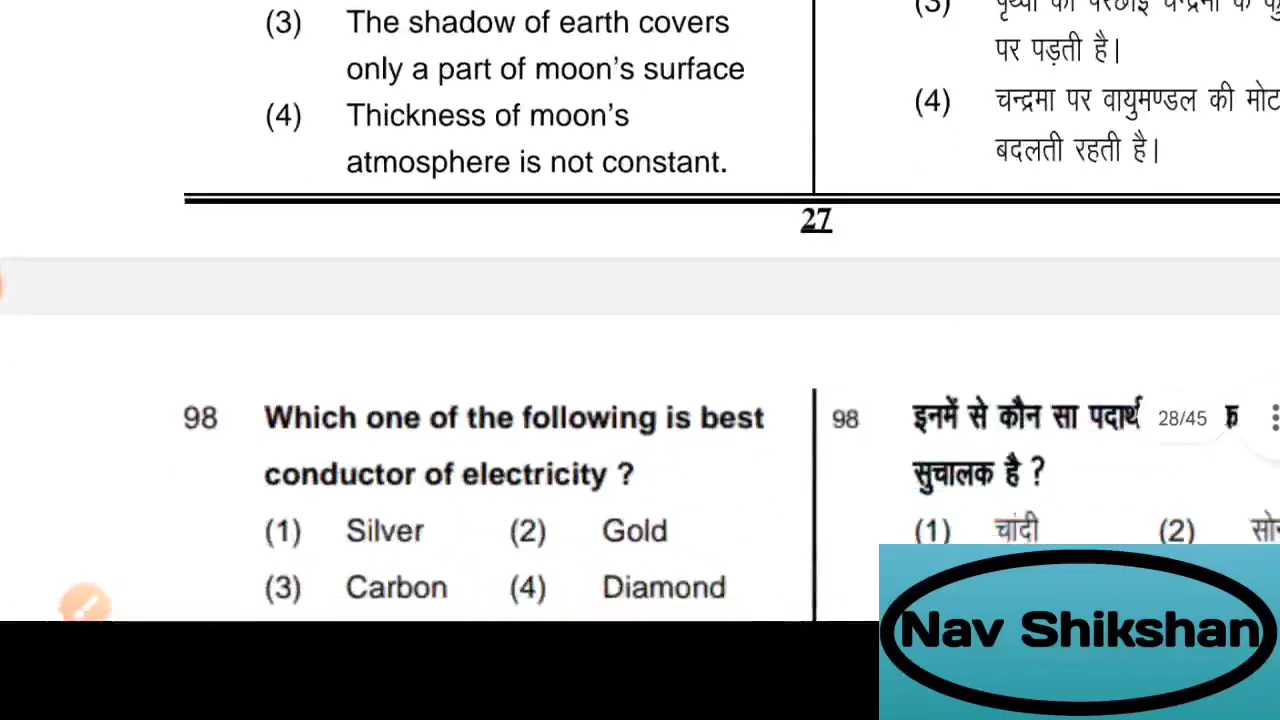 (3) The shadow of earth covers
only a part of moon's surface
(4) Thickness of moon's
atmosphere is not constant.
पर पड़ती है।
(4) चन्द्रमा पर वायुमण्डल की
बदलती रहती है।
27
98 Which one of the following is best
conductor of electricity ?
(1) Silver (2) Gold
(3) Carbon (4) Diamond
98 इनमें से कौन सा पदार्थ
सुचालक है ?
(1) चांदी (2)
28/45
Nav Shikshan